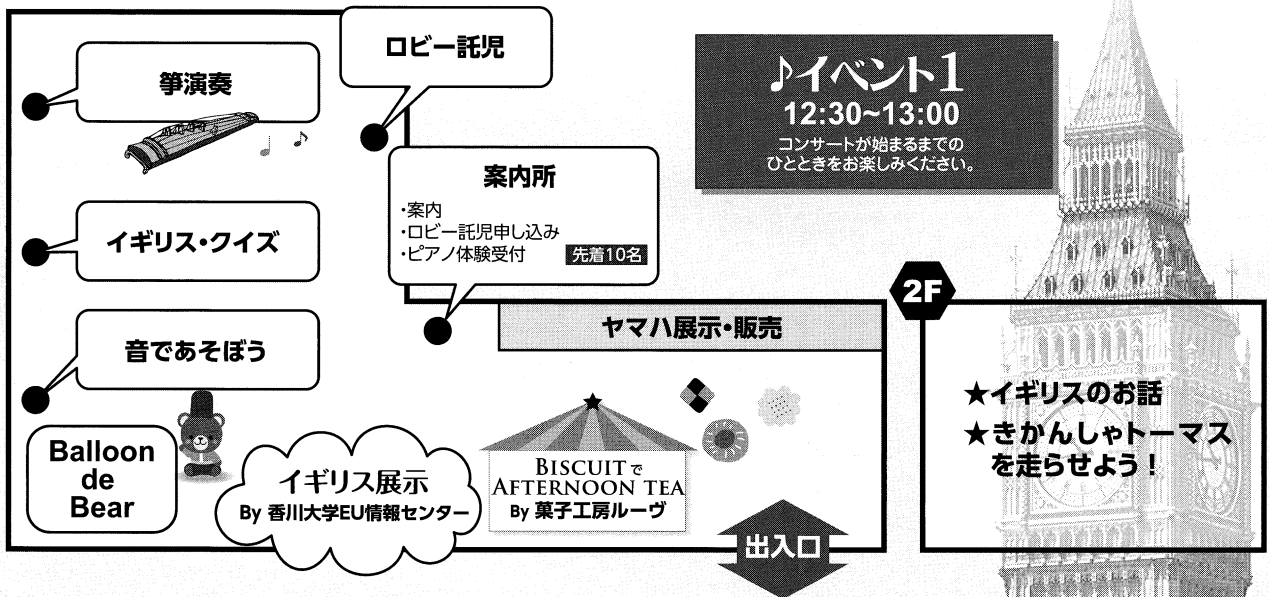 ロビー託児
箏演奏
♪イベント1
12:30~13:00
コンサートが始まるまでの
ひとときをお楽しみください。
案内所
・案内
・ロビー託児申し込み
・ピアノ体験受付 先着10名
イギリス・クイズ
2F
ヤマハ展示・販売
音であそぼう
★イギリスのお話
★きかんしゃトーマス
を走らせよう！
Balloon
de
Bear
イギリス展示
By 香川大学EU情報センター
BISCUITで
AFTERNOON TEA
By 菓子工房ルーヴ
出入口